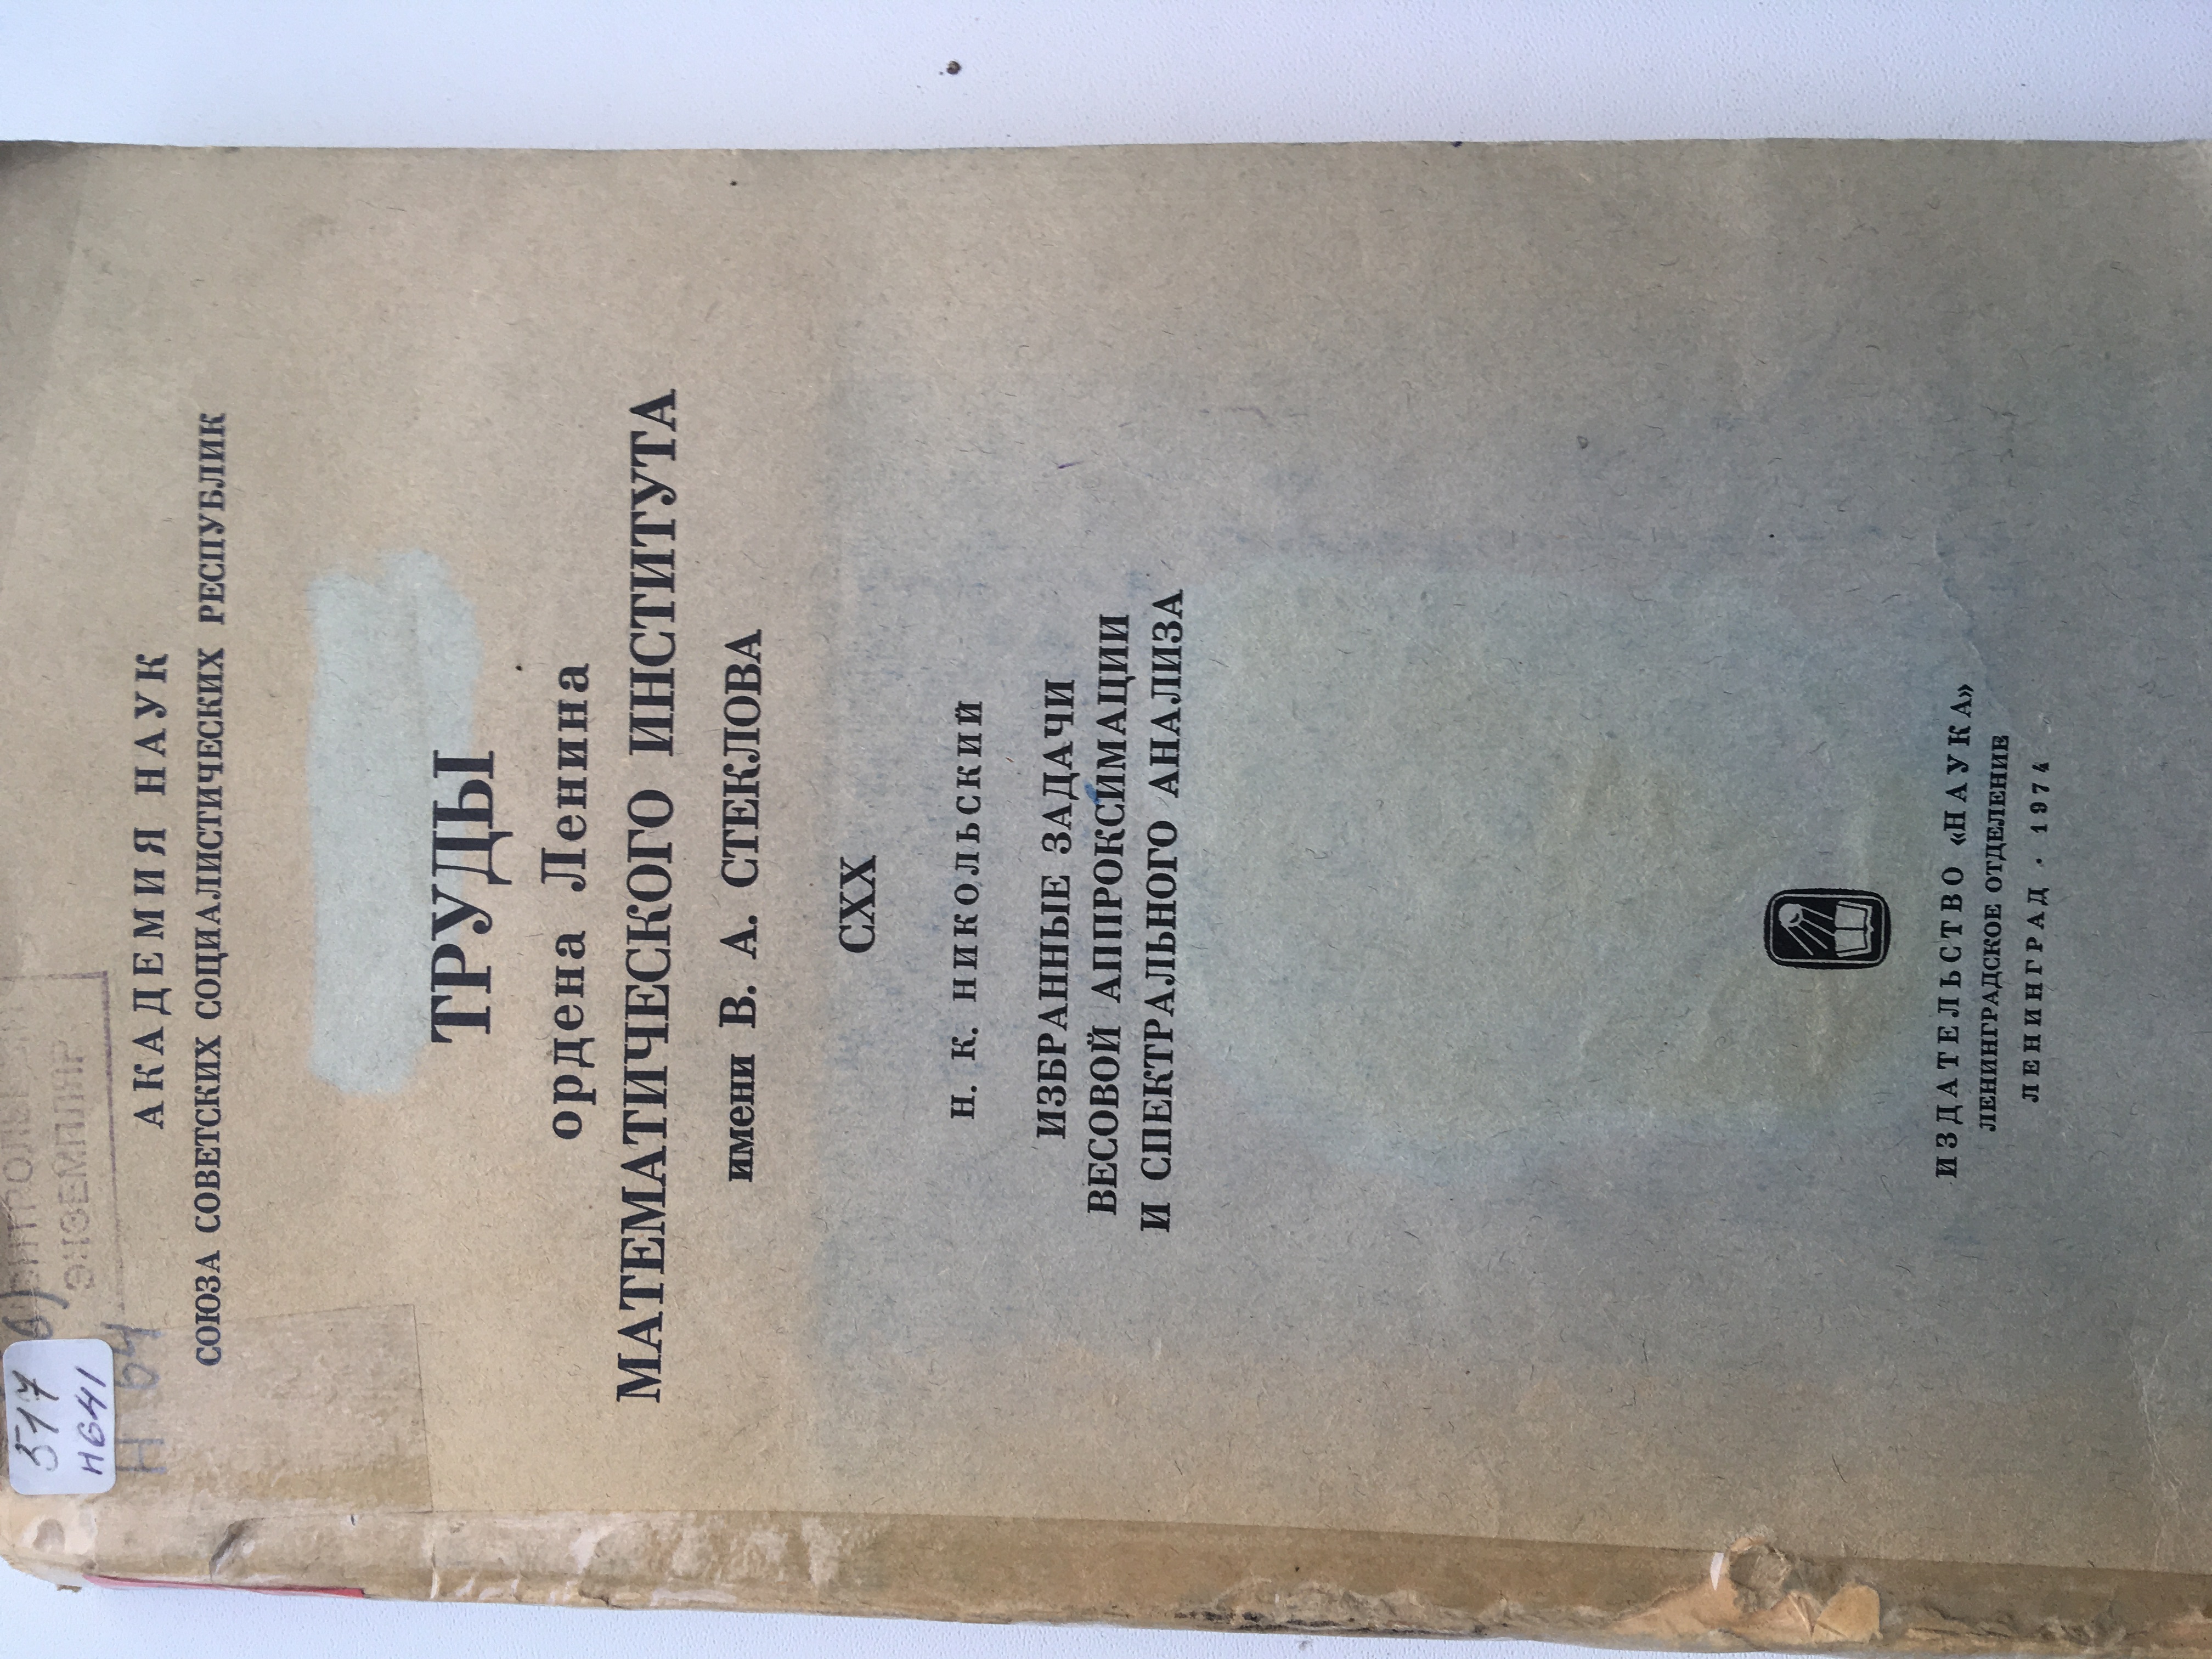 517
Н641
Н 64
ЭКЗЕМПЛЯР
АКАДЕМИЯ НАУК
СОЮЗА СОВЕТСКИХ СОЦИАЛИСТИЧЕСКИХ РЕСПУБЛИК
ТРУДЫ
ордена Ленина
МАТЕМАТИЧЕСКОГО ИНСТИТУТА
имени В. А. СТЕКЛОВА
CXX
Н. К. НИКОЛЬСКИЙ
ИЗБРАННЫЕ ЗАДАЧИ
ВЕСОВОЙ АППРОКСИМАЦИИ
И СПЕКТРАЛЬНОГО АНАЛИЗА
ИЗДАТЕЛЬСТВО «НАУКА»
ЛЕНИНГРАДСКОЕ ОТДЕЛЕНИЕ
ЛЕНИНГРАД · 1974